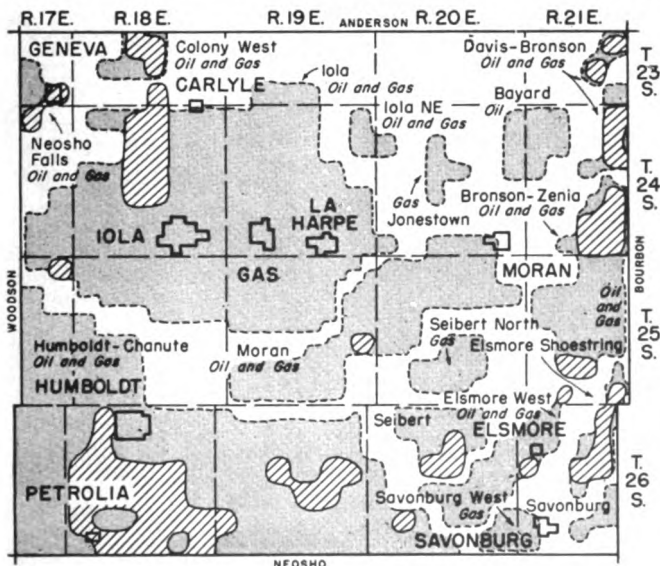 R.17E.
R.18E.
R.19E.
ANDERSON
R.20E.
R.21E.
GENEVA
Colony West
Oil and Gas
CARLYLE
Iola
Oil and Gas
Iola NE
Oil and Gas
Davis-Bronson
Oil and Gas
Bayard
Oil
T.
23
S.
Neosho
Falls
Oil and Gas
Gas
Jonestown
Bronson-Zenia
Oil and Gas
T.
24
S.
IOLA
LA
HARPE
GAS
MORAN
WOODSON
BOURBON
Humboldt-Chanute
Oil and Gas
HUMBOLDT
Moran
Oil and Gas
Seibert North
Gas
Elsmore Shoestring
Oil
and
Gas
T.
25
S.
Elsmore West
Oil and Gas
ELSMORE
Seibert
PETROLIA
Savonburg West
Gas
Savonburg
SAVONBURG
T.
26
S.
NEOSHO